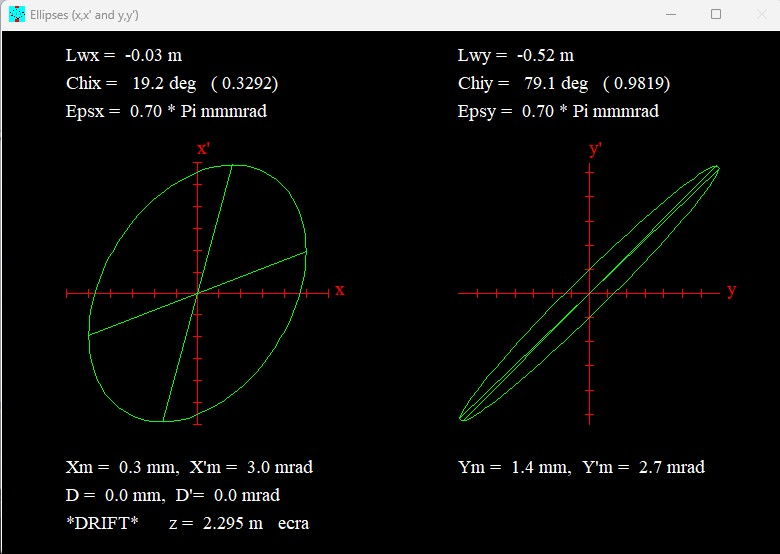 Ellipses (x,x' and y,y')
Lwx =  -0.03 m
Chix =   19.2 deg   ( 0.3292)
Epsx =  0.70 * Pi mmmrad
x'
x
Xm =  0.3 mm,  X'm =  3.0 mrad
D =  0.0 mm,  D'=  0.0 mrad
*DRIFT*      z =  2.295 m   ecra
Lwy =  -0.52 m
Chiy =   79.1 deg   ( 0.9819)
Epsy =  0.70 * Pi mmmrad
y'
y
Ym =  1.4 mm,  Y'm =  2.7 mrad